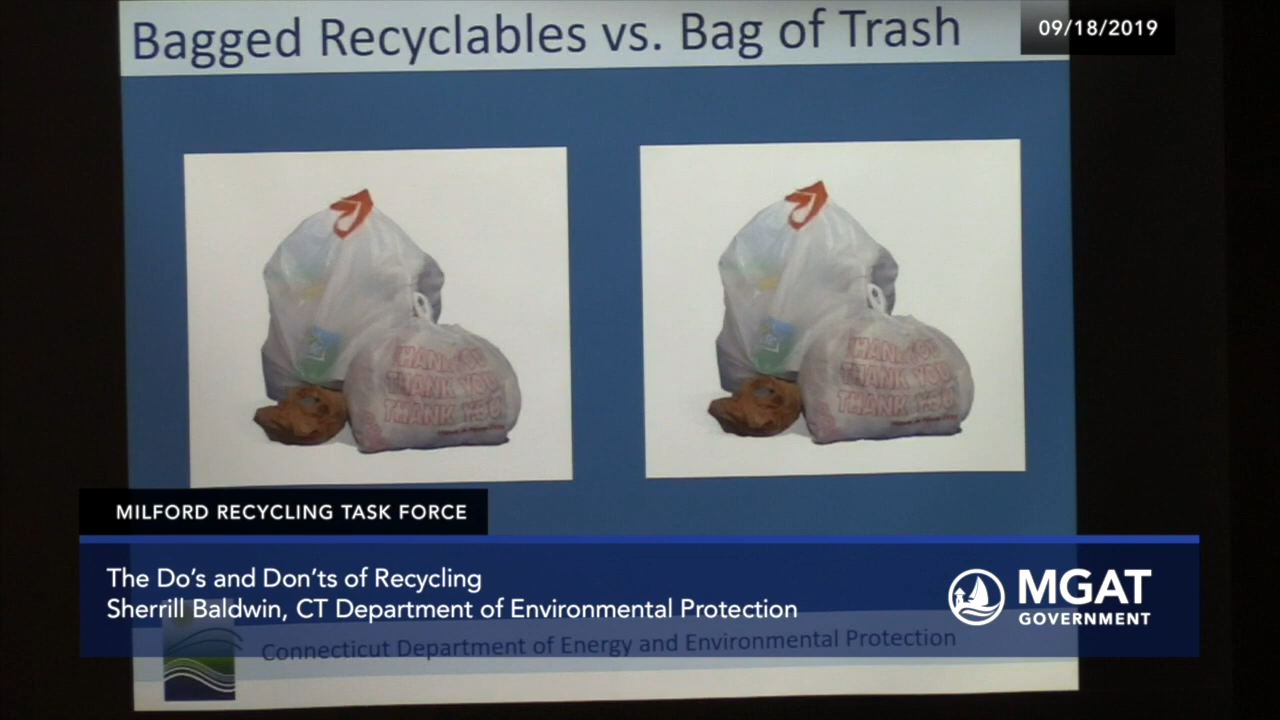 Bagged Recyclables vs. Bag of Trash
09/18/2019
THANK YOU
THANK YOU
THANK YOU
THANK YOU
THANK YOU
THANK YOU
MILFORD RECYCLING TASK FORCE
The Do's and Don'ts of Recycling
Sherrill Baldwin, CT Department of Environmental Protection
MGAT
GOVERNMENT
Connecticut Department of Energy and Environmental Protection